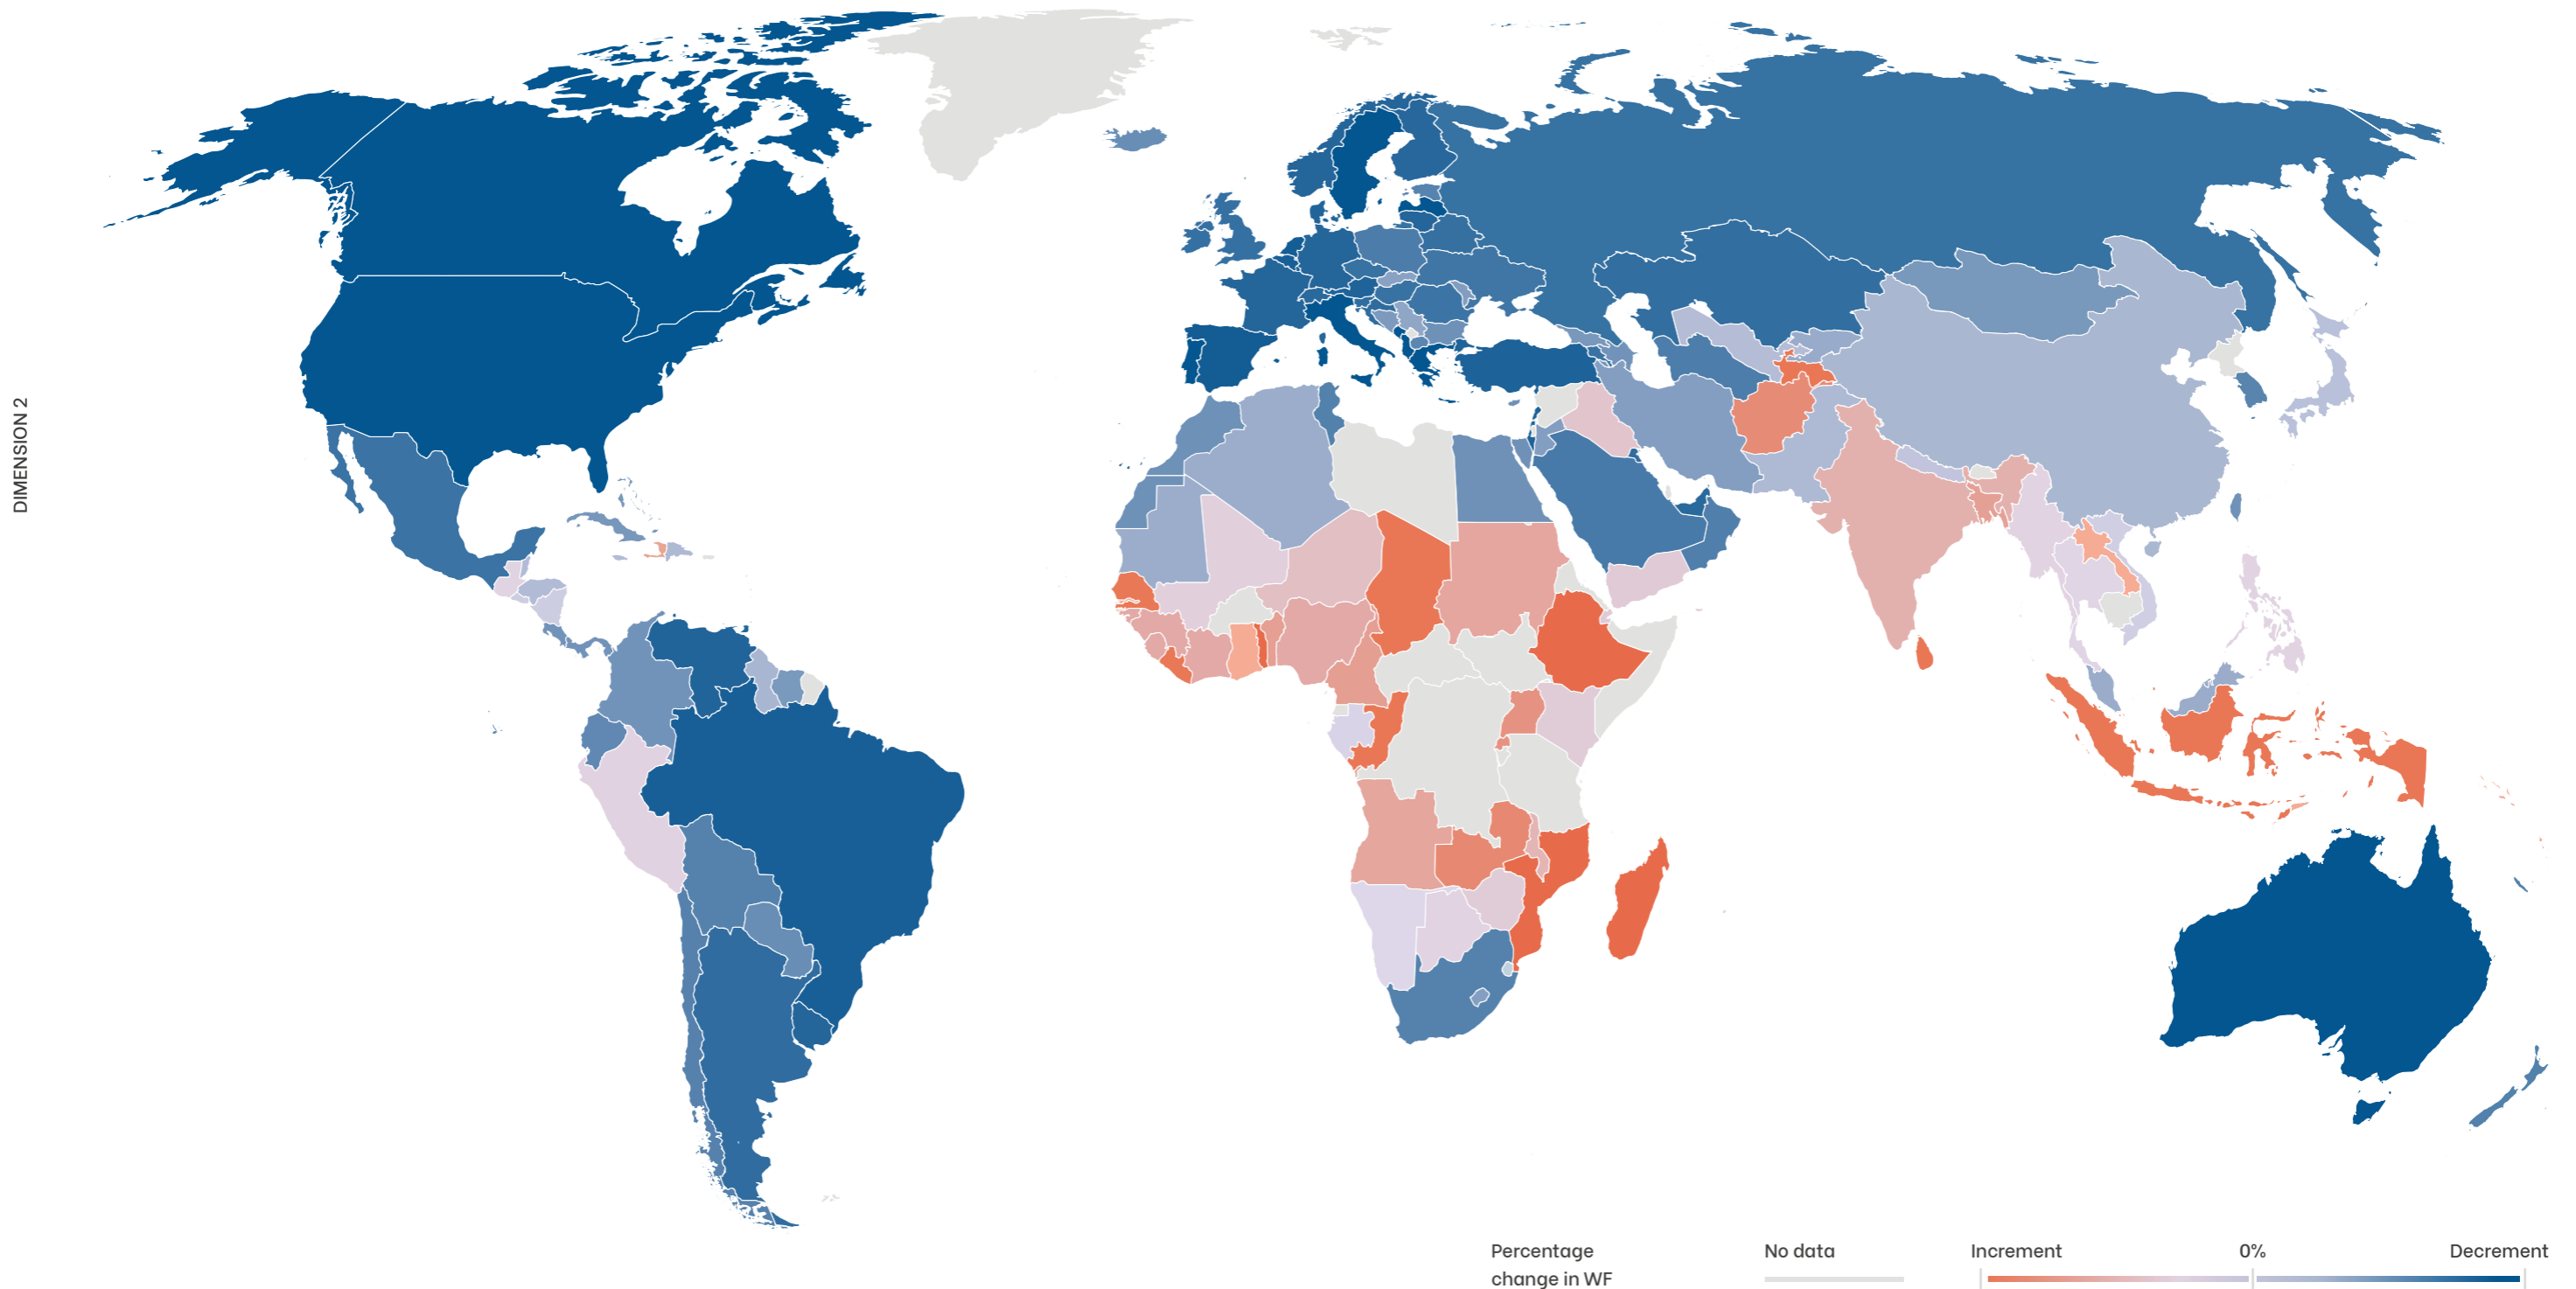 DIMENSION 2
Percentage
change in WF
No data
Increment
0%
Decrement